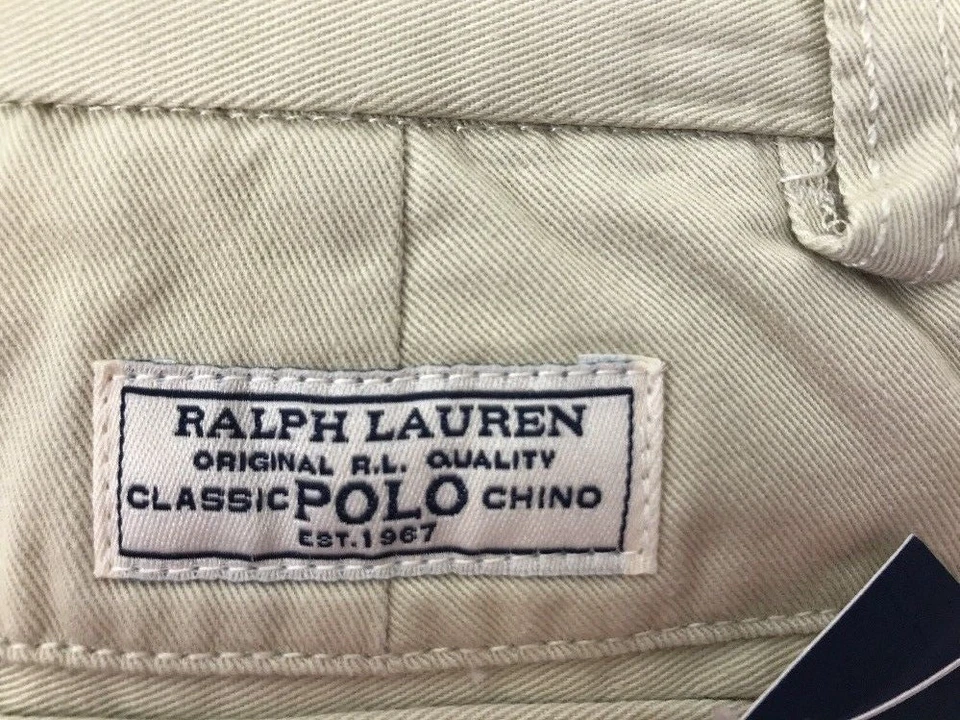 RALPH LAUREN
ORIGINAL R.L. QUALITY
CLASSIC POLO CHINO
EST.1967